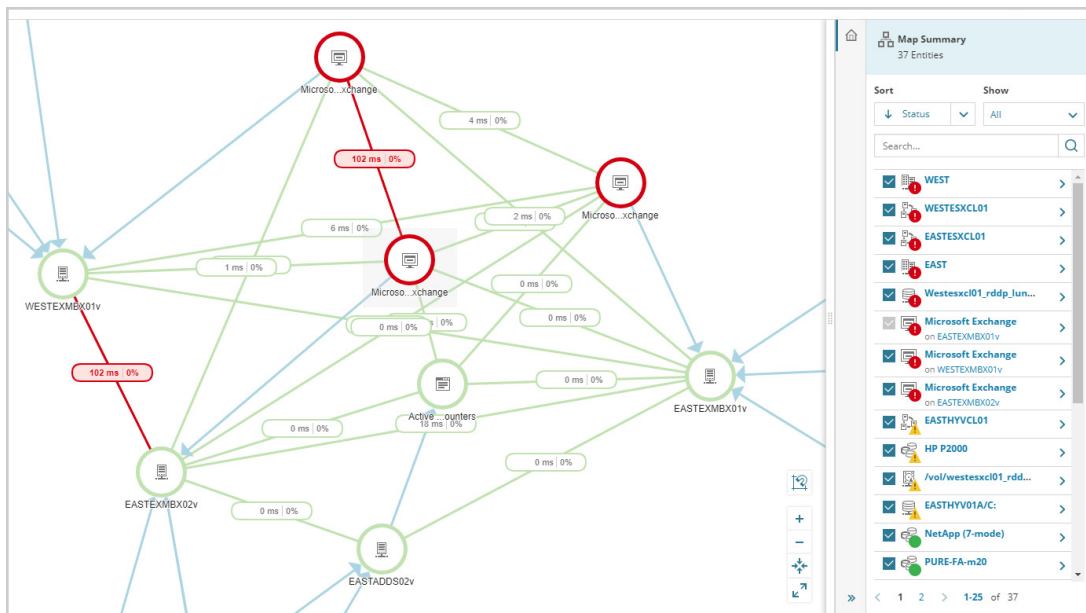 Microso...xchange
4 ms | 0%
102 ms | 0%
Microso...xchange
2 ms | 0%
6 ms | 0%
1 ms | 0%
WESTEXMBX01v
Microso...xchange
0 ms | 0%
s | 0%
0 ms | 0%
102 ms | 0%
0 ms | 0%
EASTEXMBX01v
Active ...ounters
18 ms | 0%
0 ms | 0%
0 ms | 0%
EASTEXMBX02v
0 ms | 0%
EASTADDS02v
Map Summary
37 Entities
Sort
Show
Status
All
Search...
WEST
WESTESXCL01
EASTESXCL01
EAST
Westesxcl01_rddp_lun...
Microsoft Exchange
on EASTEXMBX01v
Microsoft Exchange
on WESTEXMBX01v
Microsoft Exchange
on EASTEXMBX02v
EASTHYVCL01
HP P2000
/vol/westesxcl01_rdd...
EASTHYV01A/C:
NetApp (7-mode)
PURE-FA-m20
1 2 1-25 of 37